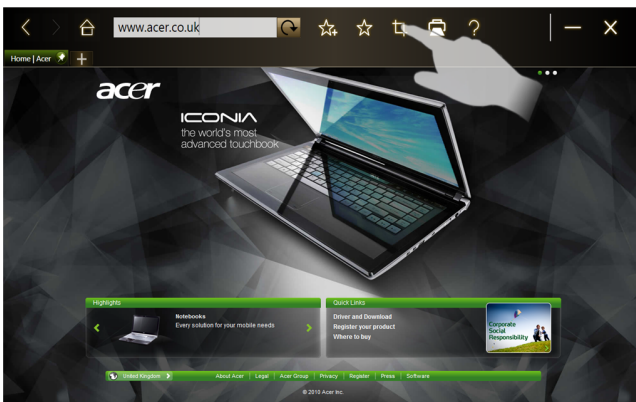 www.acer.co.uk
Home | Acer
acer
ICONIA
the world's most
advanced touchbook
Highlights
Notebooks
Every solution for your mobile needs
Quick Links
Driver and Download
Register your product
Where to buy
Corporate
Social
Responsibility
United Kingdom
About Acer | Legal | Acer Group | Privacy | Register | Press | Software
© 2010 Acer Inc.